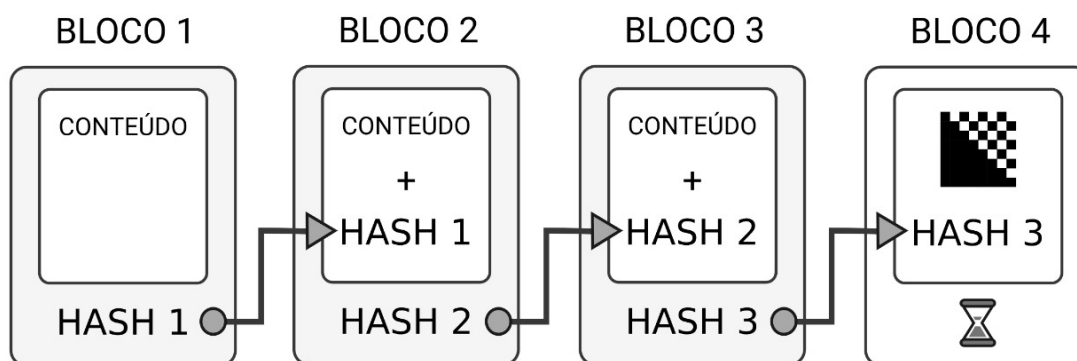 BLOCO 1
CONTEÚDO
HASH 1
BLOCO 2
CONTEÚDO
+
HASH 1
HASH 2
BLOCO 3
CONTEÚDO
+
HASH 2
HASH 3
BLOCO 4
HASH 3